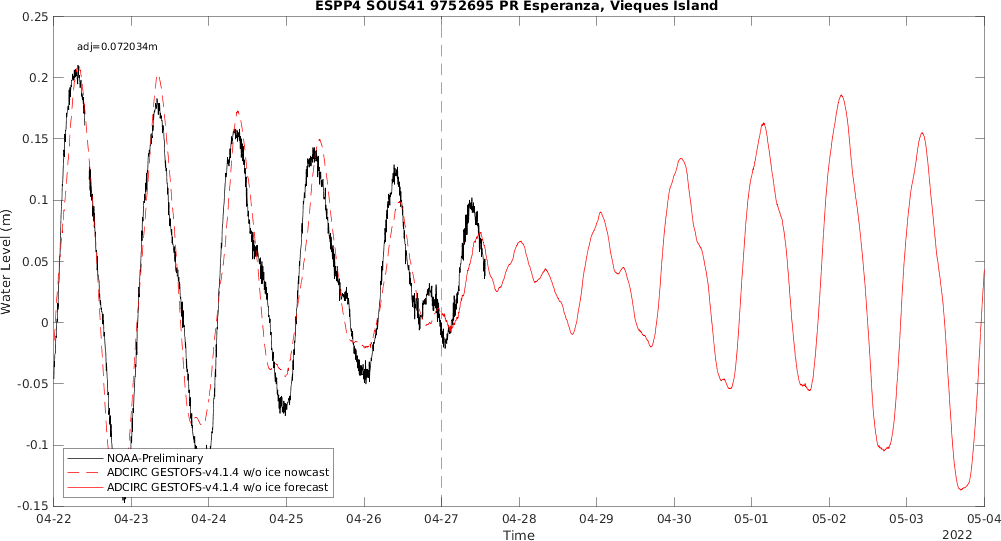 ESPP4 SOUS41 9752695 PR Esperanza, Vieques Island
adj=0.072034m
Water Level (m)
0.25
0.2
0.15
0.1
0.05
0
-0.05
-0.1
-0.15
NOAA-Preliminary
ADCIRC GESTOFS-v4.1.4 w/o ice nowcast
ADCIRC GESTOFS-v4.1.4 w/o ice forecast
04-22 04-23 04-24 04-25 04-26 04-27 04-28 04-29 04-30 05-01 05-02 05-03 05-04
Time
2022